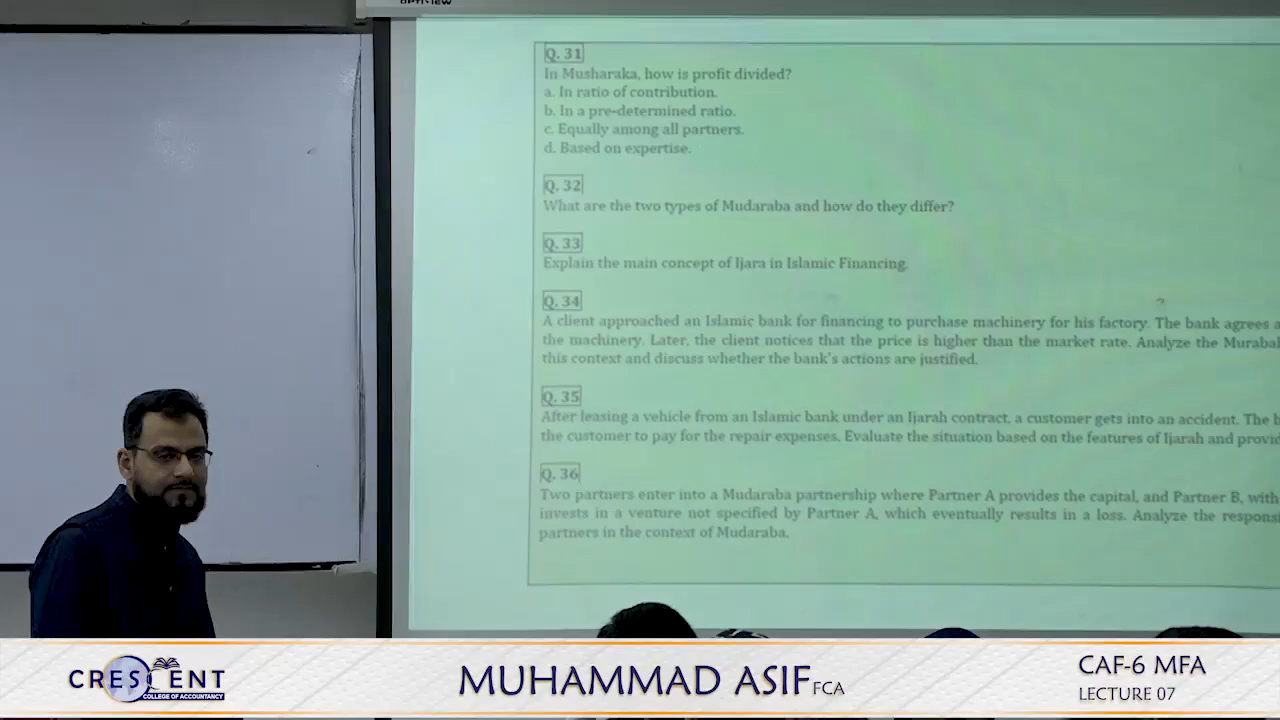 OPTIVIEW
Q. 31
In Musharaka, how is profit divided?
a. In ratio of contribution.
b. In a pre-determined ratio.
c. Equally among all partners.
d. Based on expertise.
Q. 32
What are the two types of Mudaraba and how do they differ?
Q. 33
Explain the main concept of Ijara in Islamic Financing.
Q. 34
A client approached an Islamic bank for financing to purchase machinery for his factory. The bank agrees a
the machinery. Later, the client notices that the price is higher than the market rate. Analyze the Murabal
this context and discuss whether the bank's actions are justified.
Q. 35
After leasing a vehicle from an Islamic bank under an Ijarah contract, a customer gets into an accident. The b
the customer to pay for the repair expenses. Evaluate the situation based on the features of Ijarah and provid
Q. 36
Two partners enter into a Mudaraba partnership where Partner A provides the capital, and Partner B, with
invests in a venture not specified by Partner A, which eventually results in a loss. Analyze the responsi
partners in the context of Mudaraba.
CRESCENT
COLLEGE OF ACCOUNTANCY
MUHAMMAD ASIF FCA
CAF-6 MFA
LECTURE 07